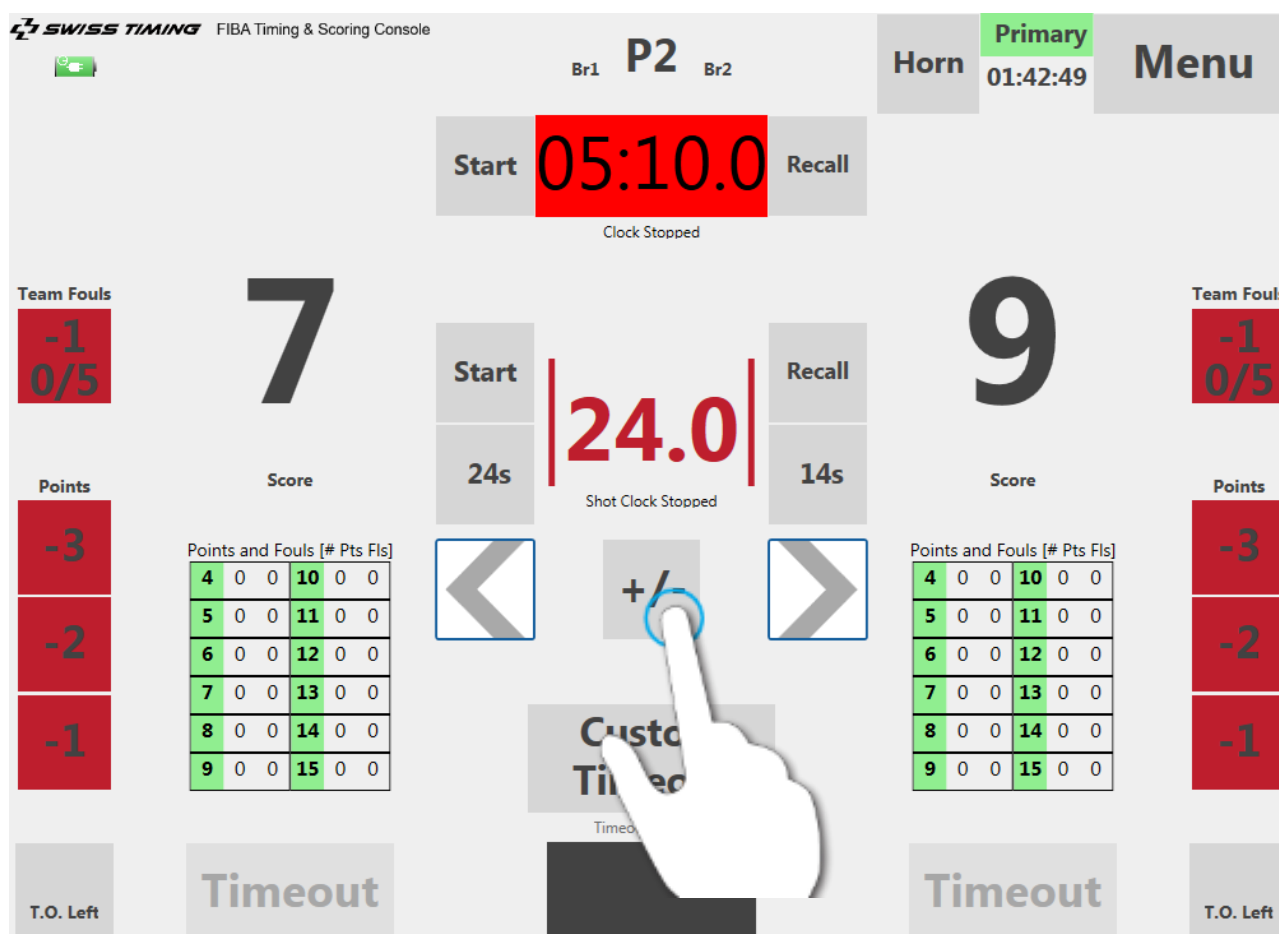 SWISS TIMING FIBA Timing & Scoring Console
Br1 P2 Br2
Horn
Primary
01:42:49
Menu
Start 05:10.0 Recall
Clock Stopped
Team Fouls
-1
0/5
7
Score
Start
24.0
Recall
24s
14s
Shot Clock Stopped
9
Score
Team Fouls
-1
0/5
Points
-3
-2
-1
Points and Fouls [# Pts Fls]
4 0 0 10 0 0
5 0 0 11 0 0
6 0 0 12 0 0
7 0 0 13 0 0
8 0 0 14 0 0
9 0 0 15 0 0
+/-
Points and Fouls [# Pts Fls]
4 0 0 10 0 0
5 0 0 11 0 0
6 0 0 12 0 0
7 0 0 13 0 0
8 0 0 14 0 0
9 0 0 15 0 0
Points
-3
-2
-1
T.O. Left
Timeout
Timeout
T.O. Left